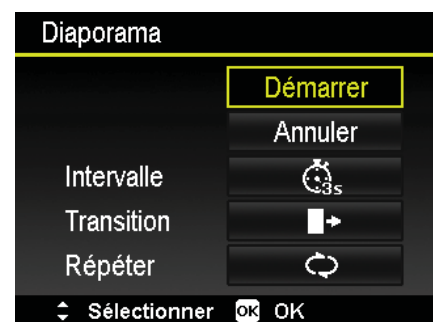 Diaporama
Démarrer
Annuler
Intervalle 3s
Transition
Répéter
Sélectionner OK OK